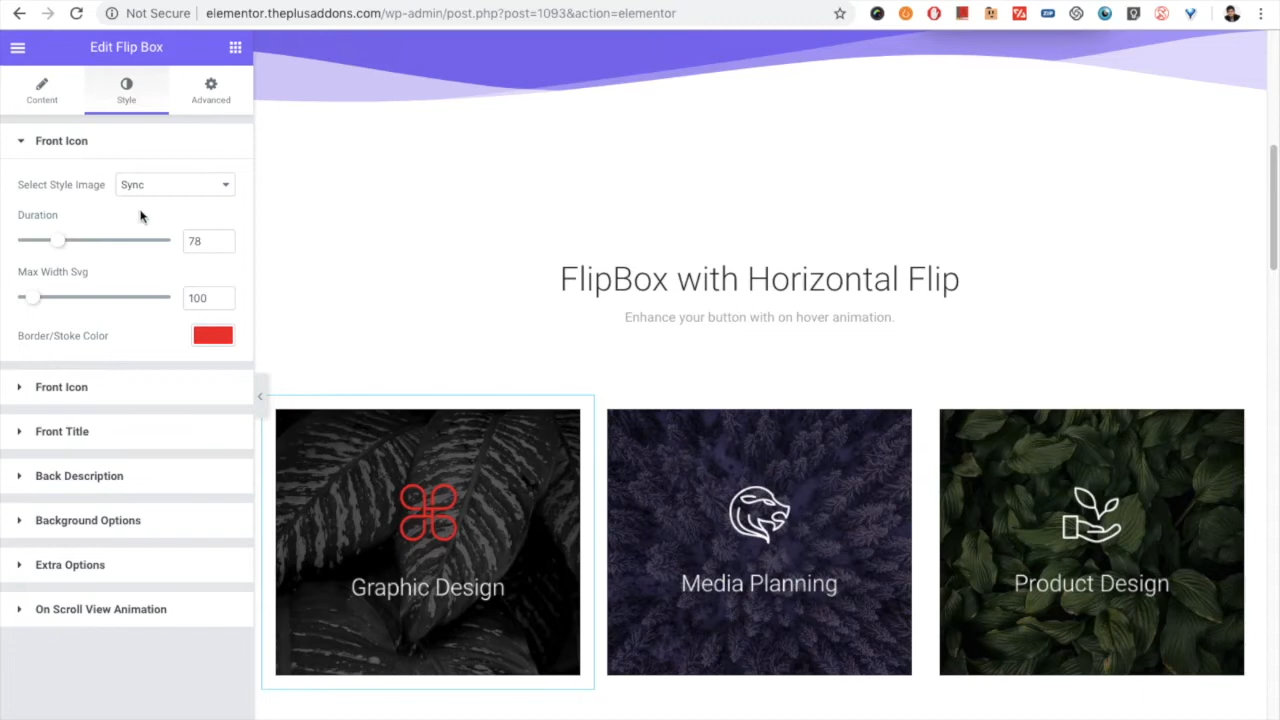 Not Secure
elementor.theplusaddons.com/wp-admin/post.php?post=1093&action=elementor
ZIP
Edit Flip Box
Content
Style
Advanced
Front Icon
Select Style Image
Sync
Duration
78
Max Width Svg
100
Border/Stoke Color
Front Icon
Front Title
Back Description
Background Options
Extra Options
On Scroll View Animation
FlipBox with Horizontal Flip
Enhance your button with on hover animation.
Graphic Design
Media Planning
Product Design